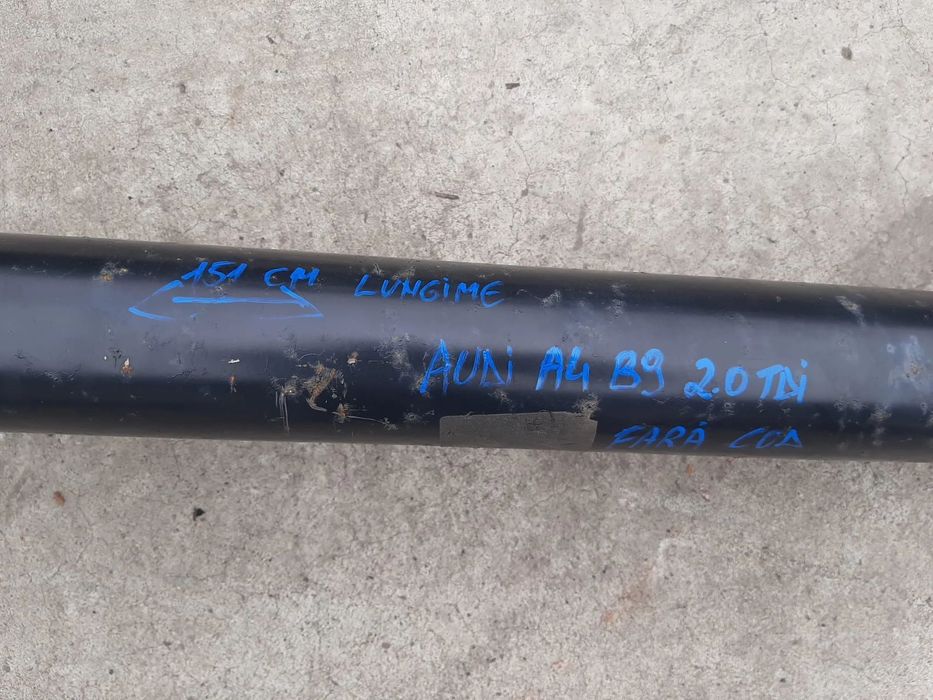 151 CM LUNGIME
AUDi A4 B9 2.0 TDi
FARĂ COD